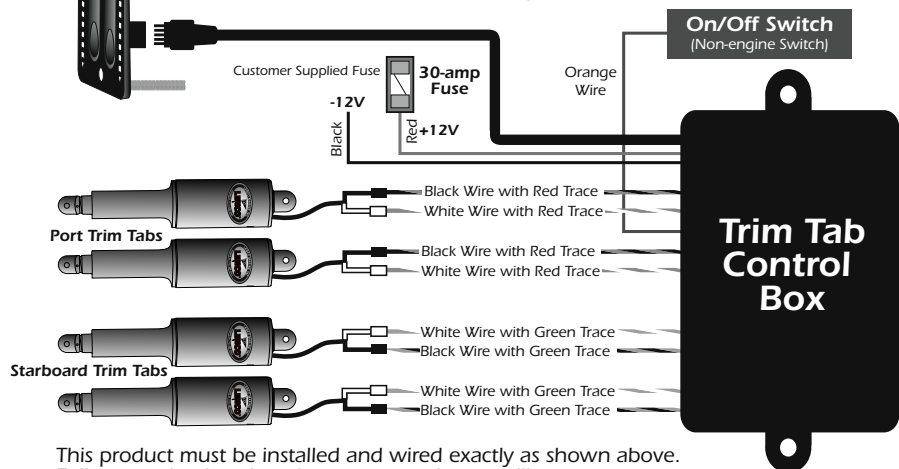 On/Off Switch
(Non-engine Switch)
Customer Supplied Fuse
30-amp
Fuse
Orange
Wire
-12V
Black
Red
+12V
Black Wire with Red Trace
White Wire with Red Trace
Port Trim Tabs
Black Wire with Red Trace
White Wire with Red Trace
Trim Tab
Control
Box
White Wire with Green Trace
Black Wire with Green Trace
Starboard Trim Tabs
White Wire with Green Trace
Black Wire with Green Trace
This product must be installed and wired exactly as shown above.